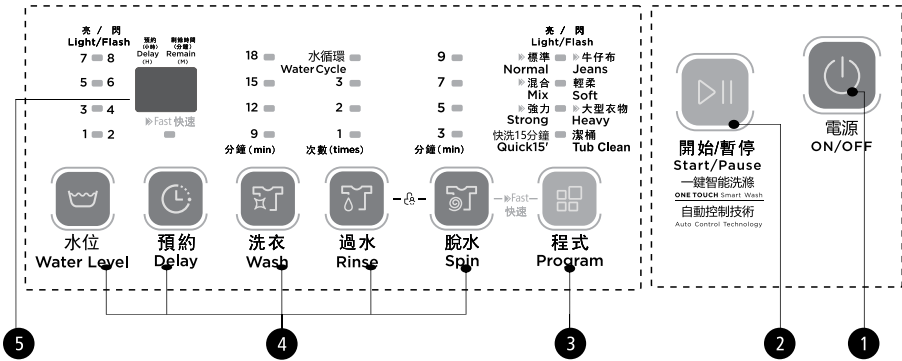 亮 / 閃
Light/Flash
7 8
5 6
3 4
1 2
預約
(小時)
Delay
(H)
剩餘時間
(分鐘)
Remain
(M)
Fast 快速
18
15
12
9
分鐘(min)
水循環
WaterCycle
3
2
1
次數(times)
9
7
5
3
分鐘(min)
亮 / 閃
Light/Flash
標準 牛仔布
Normal Jeans
混合 輕柔
Mix Soft
強力 大型衣物
Strong Heavy
快洗15分鐘 潔桶
Quick15' Tub Clean
水位
Water Level
預約
Delay
洗衣
Wash
過水
Rinse
脫水
Spin
Fast
快速
程式
Program
開始/暫停
Start/Pause
一鍵智能洗滌
ONE TOUCH Smart Wash
自動控制技術
Auto Control Technology
電源
ON/OFF
5
4
3
2
1